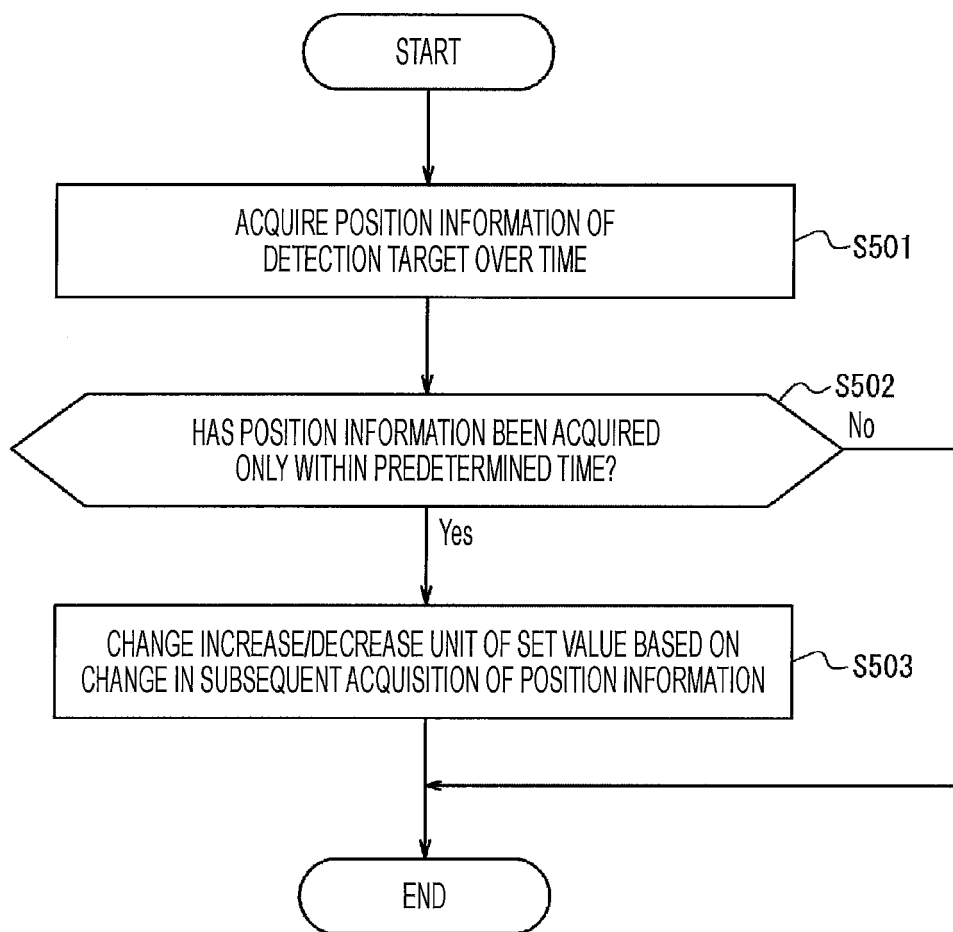 START
ACQUIRE POSITION INFORMATION OF
DETECTION TARGET OVER TIME
S501
S502
HAS POSITION INFORMATION BEEN ACQUIRED
ONLY WITHIN PREDETERMINED TIME?
No
Yes
CHANGE INCREASE/DECREASE UNIT OF SET VALUE BASED ON
CHANGE IN SUBSEQUENT ACQUISITION OF POSITION INFORMATION
S503
END